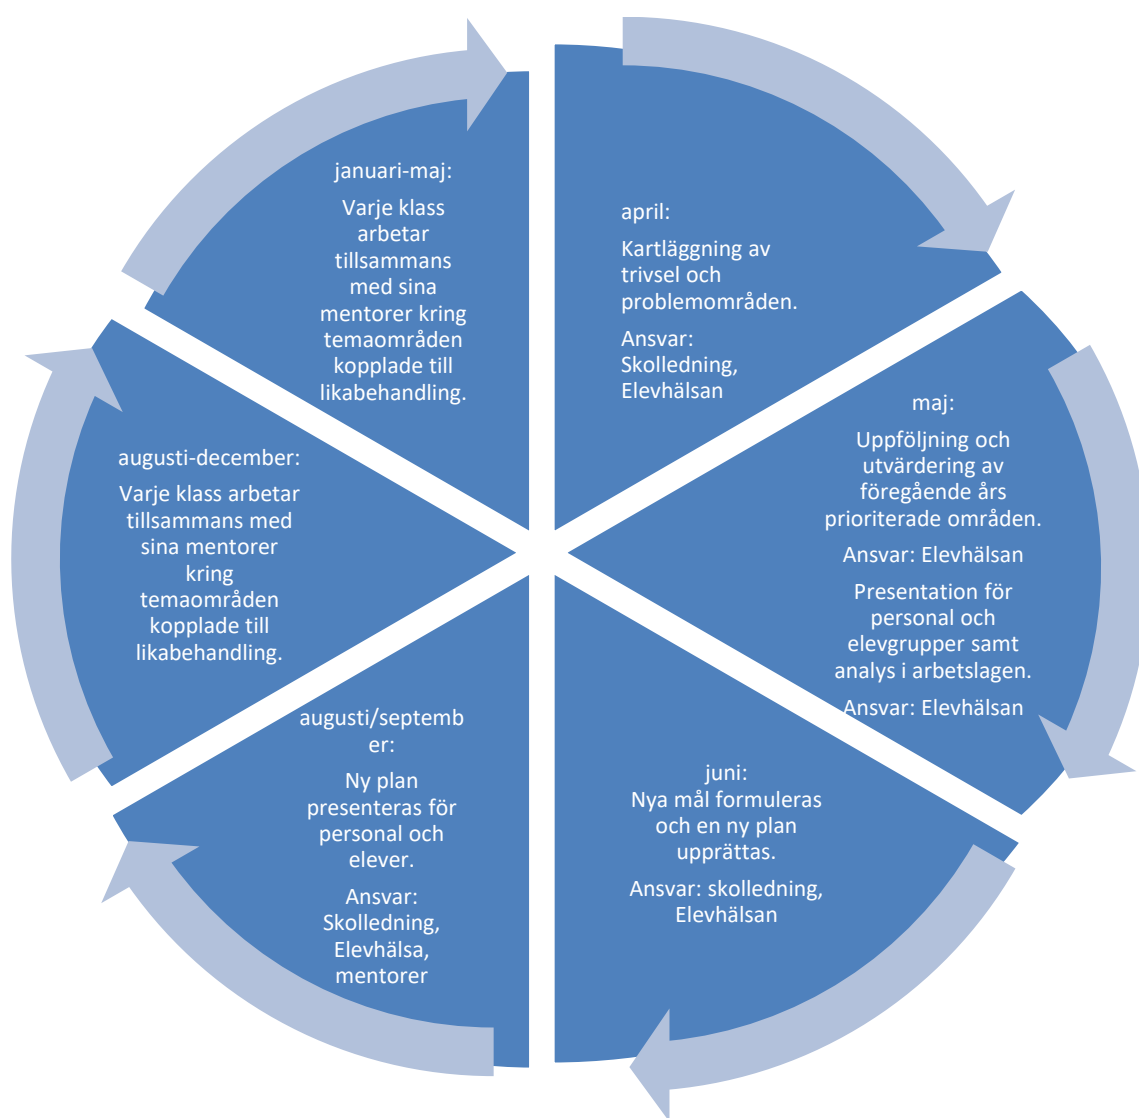 april:
Kartläggning av
trivsel och
problemområden.
Ansvar:
Skolledning,
Elevhälsan
maj:
Uppföljning och
utvärdering av
föregående års
prioriterade områden.
Ansvar: Elevhälsan
Presentation för
personal och
elevgrupper samt
analys i arbetslagen.
Ansvar: Elevhälsan
juni:
Nya mål formuleras
och en ny plan
upprättas.
Ansvar: skolledning,
Elevhälsan
augusti/septemb
er:
Ny plan
presenteras för
personal och
elever.
Ansvar:
Skolledning,
Elevhälsa,
mentorer
augusti-december:
Varje klass arbetar
tillsammans med
sina mentorer
kring
temaområden
kopplade till
likabehandling.
januari-maj:
Varje klass
arbetar
tillsammans
med sina
mentorer kring
temaområden
kopplade till
likabehandling.